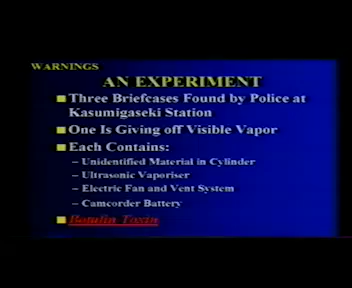 WARNINGS
AN EXPERIMENT
Three Briefcases Found by Police at
Kasumigaseki Station
One Is Giving off Visible Vapor
Each Contains:
– Unidentified Material in Cylinder
– Ultrasonic Vaporiser
– Electric Fan and Vent System
– Camcorder Battery
Botulin Toxin